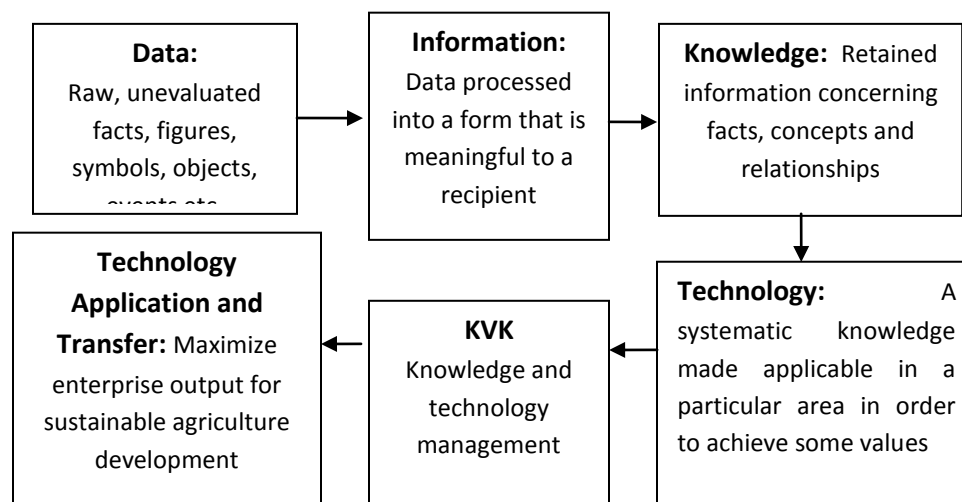 Data:
Raw, unevaluated
facts, figures,
symbols, objects,
Information:
Data processed
into a form that is
meaningful to a
recipient
Knowledge: Retained
information concerning
facts, concepts and
relationships
Technology: A
systematic knowledge
made applicable in a
particular area in order
to achieve some values
KVK
Knowledge and
technology
management
Technology
Application and
Transfer: Maximize
enterprise output for
sustainable agriculture
development